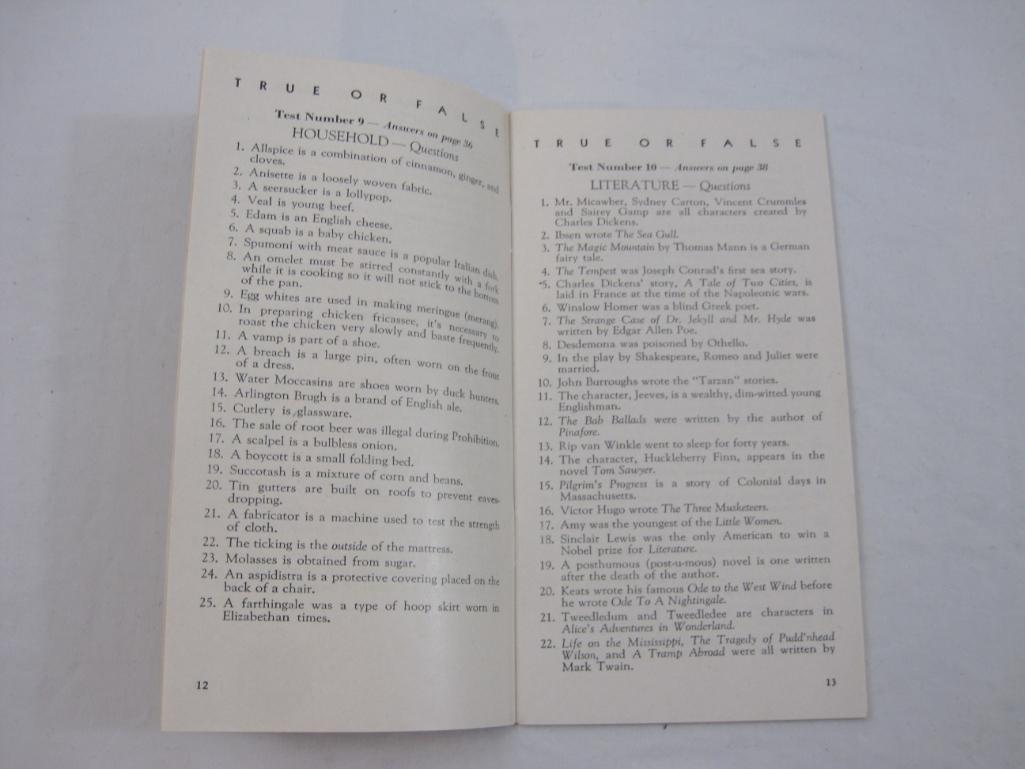 TRUE OR FALSE
Test Number 9 — Answers on page 36
HOUSEHOLD — Questions
1. Allspice is a combination of cinnamon, ginger, and
cloves.
2. Anisette is a loosely woven fabric.
3. A seersucker is a lollypop.
4. Veal is young beef.
5. Edam is an English cheese.
6. A squab is a baby chicken.
7. Spumoni with meat sauce is a popular Italian dish.
8. An omelet must be stirred constantly with a fork
while it is cooking so it will not stick to the bottom
of the pan.
9. Egg whites are used in making meringue (merang).
10. In preparing chicken fricassee, it's necessary to
roast the chicken very slowly and baste frequently.
11. A vamp is part of a shoe.
12. A breach is a large pin, often worn on the front
of a dress.
13. Water Moccasins are shoes worn by duck hunters.
14. Arlington Brugh is a brand of English ale.
15. Cutlery is glassware.
16. The sale of root beer was illegal during Prohibition.
17. A scalpel is a bulbless onion.
18. A boycott is a small folding bed.
19. Succotash is a mixture of corn and beans.
20. Tin gutters are built on roofs to prevent eaves-
dropping.
21. A fabricator is a machine used to test the strength
of cloth.
22. The ticking is the outside of the mattress.
23. Molasses is obtained from sugar.
24. An aspidistra is a protective covering placed on the
back of a chair.
25. A farthingale was a type of hoop skirt worn in
Elizabethan times.
12
TRUE OR FALSE
Test Number 10 — Answers on page 38
LITERATURE — Questions
1. Mr. Micawber, Sydney Carton, Vincent Crummles
and Sairey Gamp are all characters created by
Charles Dickens.
2. Ibsen wrote The Sea Gull.
3. The Magic Mountain by Thomas Mann is a German
fairy tale.
4. The Tempest was Joseph Conrad's first sea story.
5. Charles Dickens' story, A Tale of Two Cities, is
laid in France at the time of the Napoleonic wars.
6. Winslow Homer was a blind Greek poet.
7. The Strange Case of Dr. Jekyll and Mr. Hyde was
written by Edgar Allen Poe.
8. Desdemona was poisoned by Othello.
9. In the play by Shakespeare, Romeo and Juliet were
married.
10. John Burroughs wrote the "Tarzan" stories.
11. The character, Jeeves, is a wealthy, dim-witted young
Englishman.
12. The Bab Ballads were written by the author of
Pinafore.
13. Rip van Winkle went to sleep for forty years.
14. The character, Huckleberry Finn, appears in the
novel Tom Sawyer.
15. Pilgrim's Progress is a story of Colonial days in
Massachusetts.
16. Victor Hugo wrote The Three Musketeers.
17. Amy was the youngest of the Little Women.
18. Sinclair Lewis was the only American to win a
Nobel prize for Literature.
19. A posthumous (post-u-mous) novel is one written
after the death of the author.
20. Keats wrote his famous Ode to the West Wind before
he wrote Ode To A Nightingale.
21. Tweedledum and Tweedledee are characters in
Alice's Adventures in Wonderland.
22. Life on the Mississippi, The Tragedy of Pudd'nhead
Wilson, and A Tramp Abroad were all written by
Mark Twain.
13